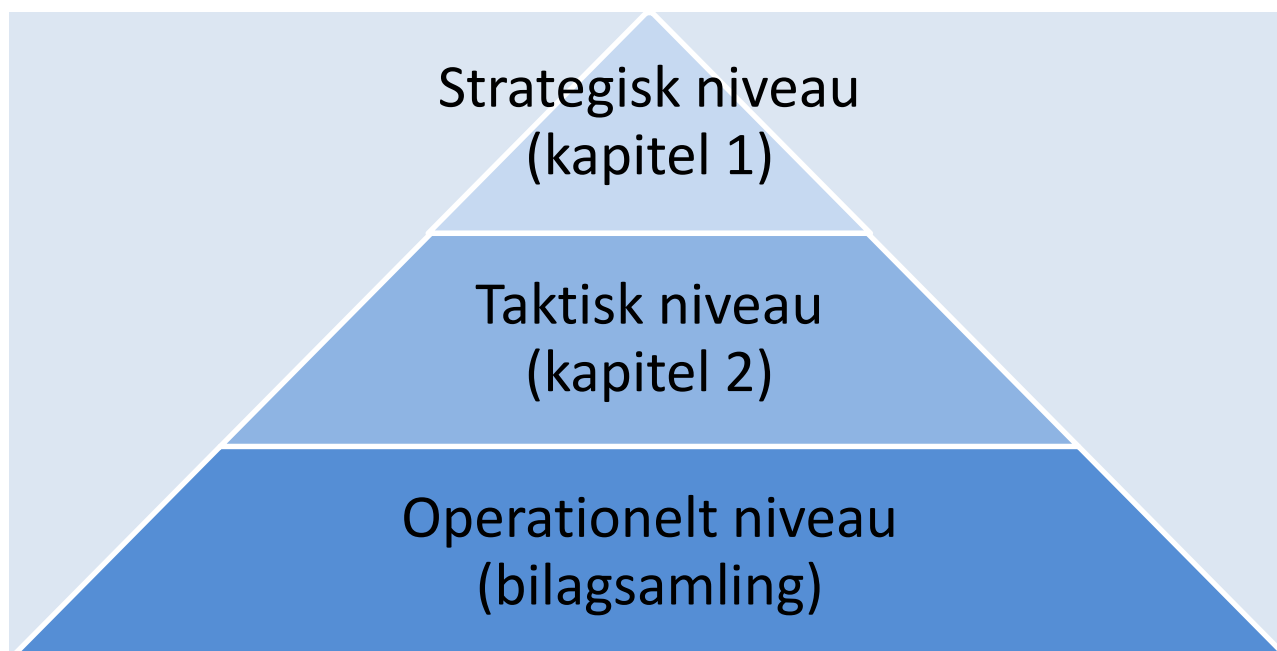 Strategisk niveau
(kapitel 1)
Taktisk niveau
(kapitel 2)
Operationelt niveau
(bilagsamling)